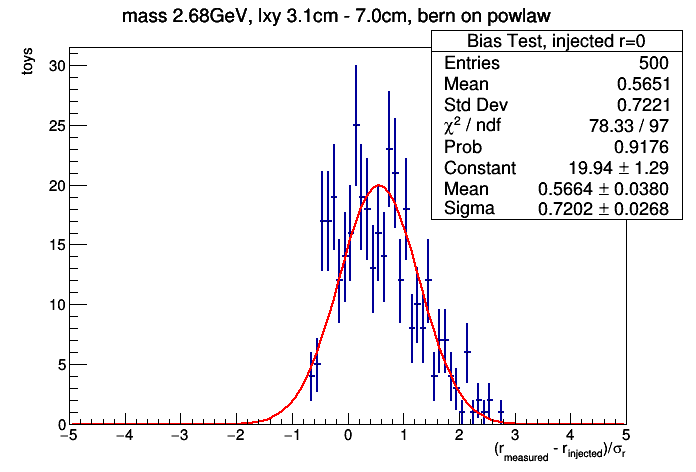 mass 2.68GeV, lxy 3.1cm - 7.0cm, bern on powlaw
Bias Test, injected r=0
Entries 500
Mean 0.5651
Std Dev 0.7221
χ² / ndf 78.33 / 97
Prob 0.9176
Constant 19.94 ± 1.29
Mean 0.5664 ± 0.0380
Sigma 0.7202 ± 0.0268
toys
30
25
20
15
10
5
0
−5 −4 −3 −2 −1 0 1 2 3 4 5
(r_measured - r_injected)/σ_r